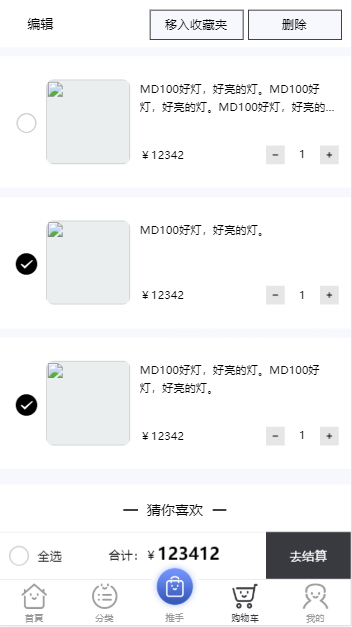 编辑 移入收藏夹 删除
MD100好灯，好亮的灯。MD100好
灯，好亮的灯。MD100好灯，好亮的...
￥12342 － 1 +
MD100好灯，好亮的灯。
￥12342 － 1 +
MD100好灯，好亮的灯。MD100好
灯，好亮的灯。
￥12342 － 1 +
— 猜你喜欢 —
全选 合计：￥123412 去结算
首頁 分类 推手 购物车 我的